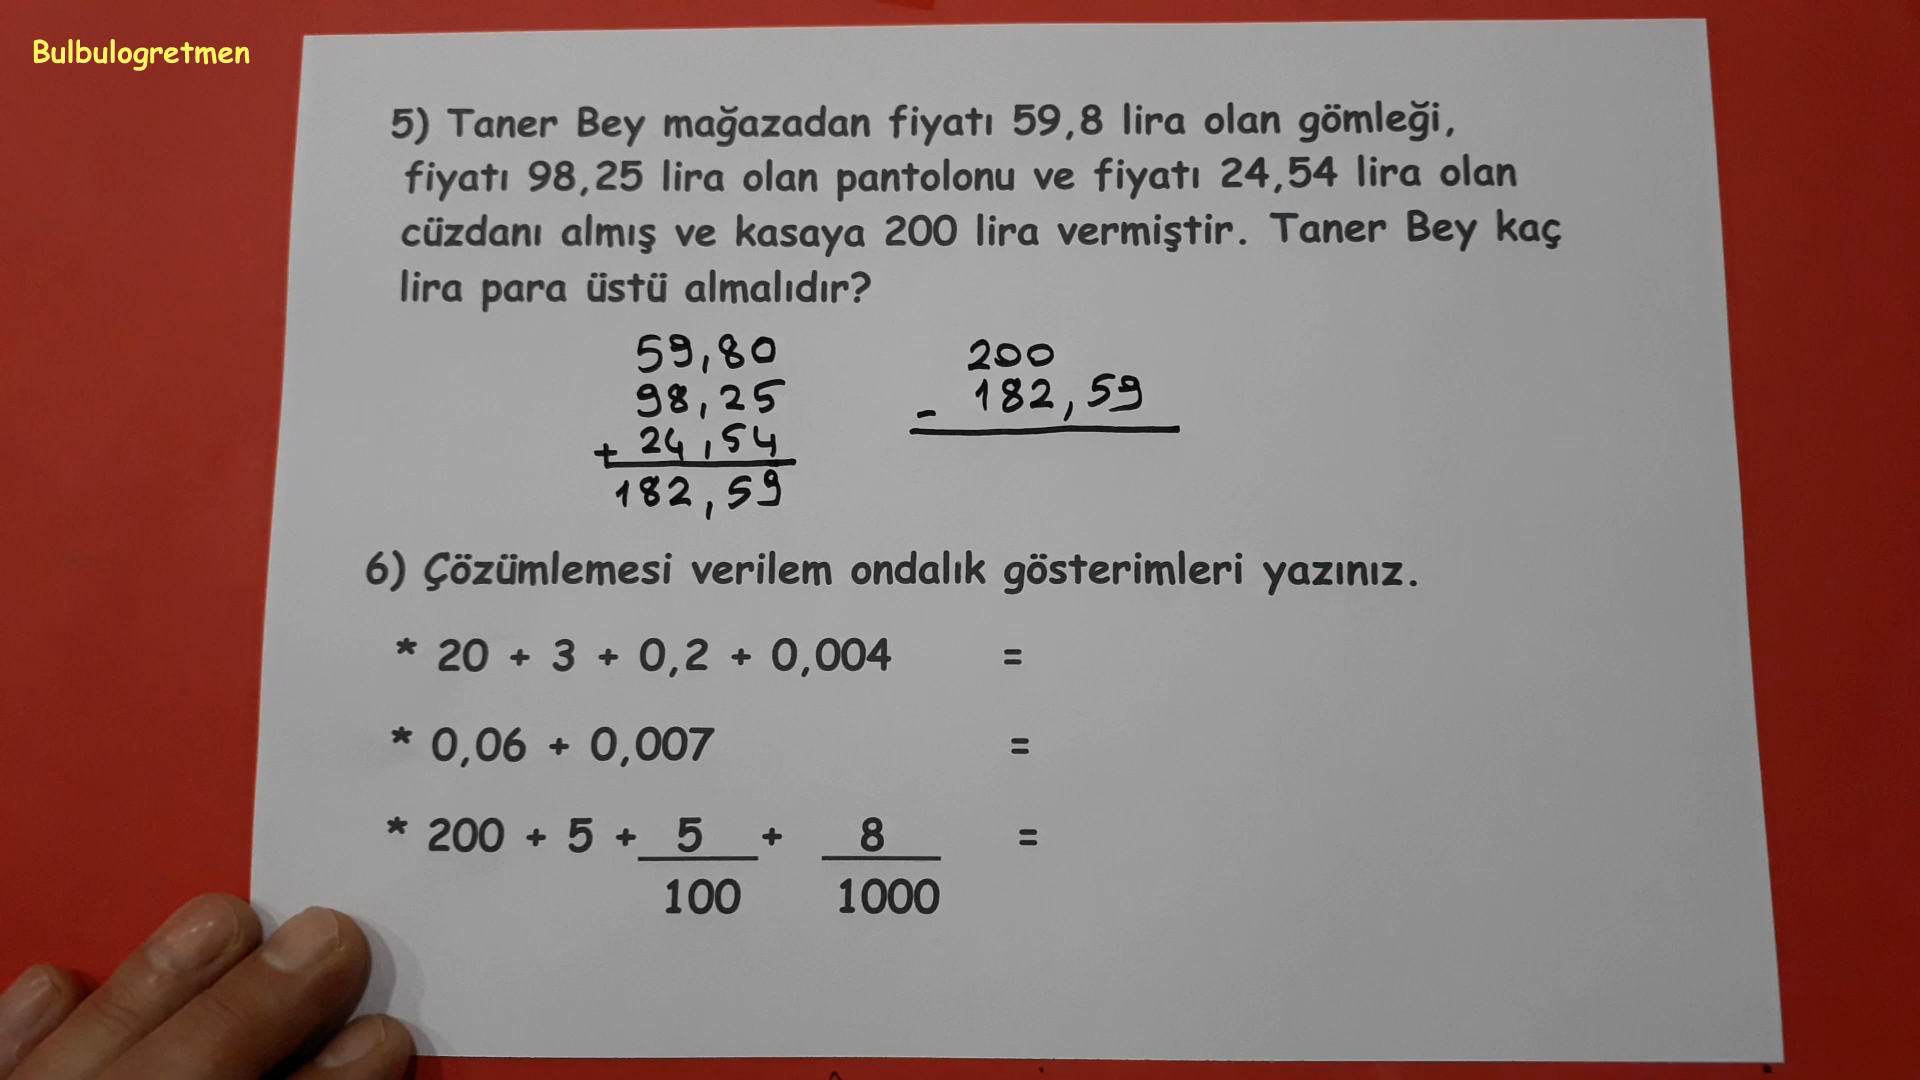 Bulbulogretmen
5) Taner Bey mağazadan fiyatı 59,8 lira olan gömleği,
fiyatı 98,25 lira olan pantolonu ve fiyatı 24,54 lira olan
cüzdanı almış ve kasaya 200 lira vermiştir. Taner Bey kaç
lira para üstü almalıdır?
59,80
98,25
+ 24,54
182,59
200
- 182,59
6) Çözümlemesi verilem ondalık gösterimleri yazınız.
* 20 + 3 + 0,2 + 0,004 =
* 0,06 + 0,007 =
* 200 + 5 + 5 + 8 =
100 1000